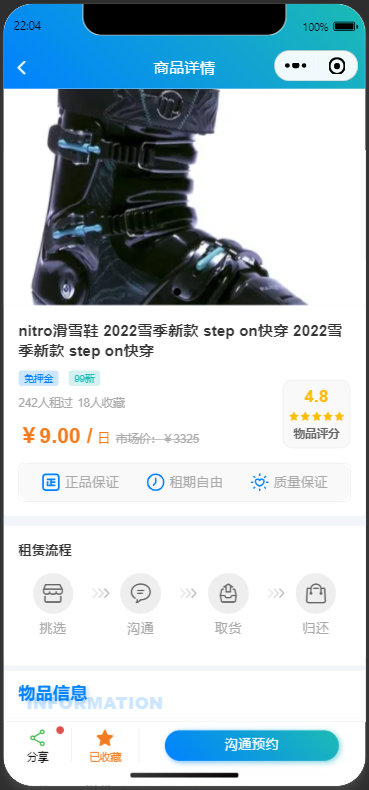 22:04
100%
商品详情
nitro滑雪鞋 2022雪季新款 step on快穿 2022雪
季新款 step on快穿
免押金 99新
242人租过 18人收藏
¥9.00 / 日 市场价：¥3325
4.8
物品评分
正 正品保证 租期自由 质量保证
租赁流程
挑选 沟通 取货 归还
物品信息
INFORMATION
分享 已收藏 沟通预约